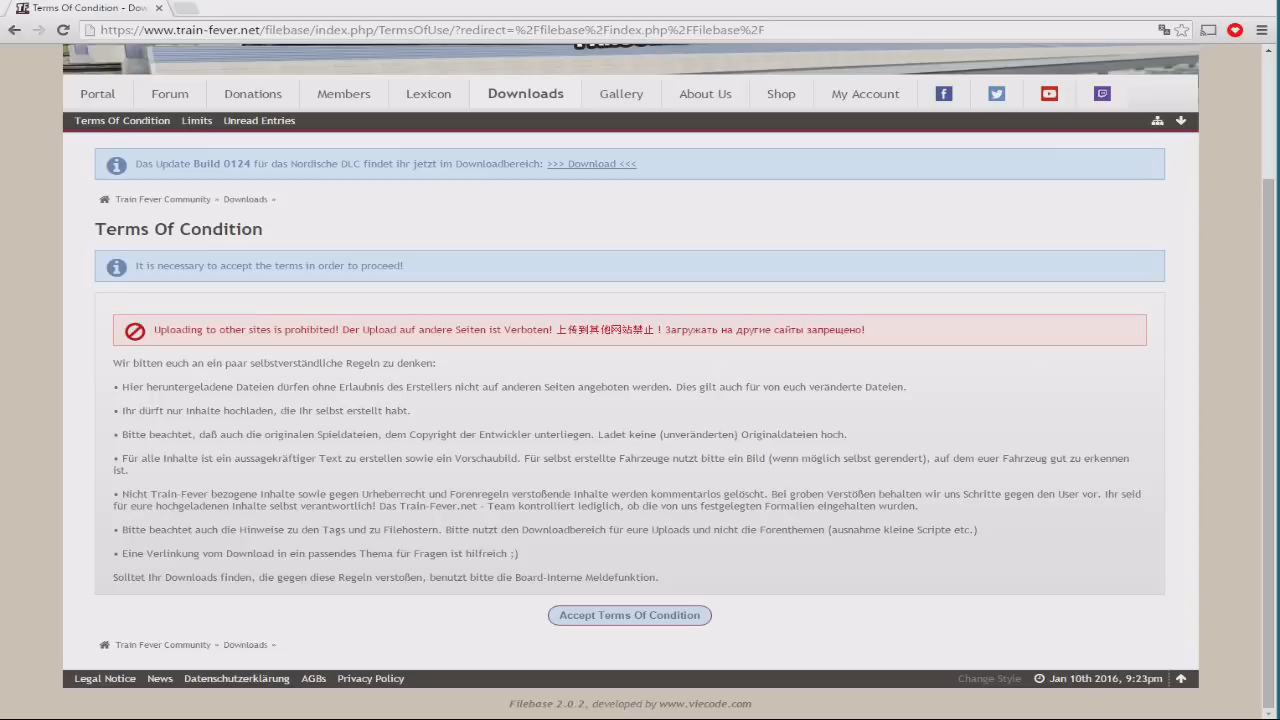 Terms Of Condition - Dow
https://www.train-fever.net/filebase/index.php/TermsOfUse/?redirect=%2Ffilebase%2Findex.php%2FFilebase%2F
Portal Forum Donations Members Lexicon Downloads Gallery About Us Shop My Account
Terms Of Condition Limits Unread Entries
Das Update Build 0124 für das Nordische DLC findet ihr jetzt im Downloadbereich: >>> Download <<<
Train Fever Community » Downloads »
Terms Of Condition
It is necessary to accept the terms in order to proceed!
Uploading to other sites is prohibited! Der Upload auf andere Seiten ist Verboten! 上传到其他网站禁止！Загружать на другие сайты запрещено!
Wir bitten euch an ein paar selbstverständliche Regeln zu denken:
• Hier heruntergeladene Dateien dürfen ohne Erlaubnis des Erstellers nicht auf anderen Seiten angeboten werden. Dies gilt auch für von euch veränderte Dateien.
• Ihr dürft nur Inhalte hochladen, die Ihr selbst erstellt habt.
• Bitte beachtet, daß auch die originalen Spieldateien, dem Copyright der Entwickler unterliegen. Ladet keine (unveränderten) Originaldateien hoch.
• Für alle Inhalte ist ein aussagekräftiger Text zu erstellen sowie ein Vorschaubild. Für selbst erstellte Fahrzeuge nutzt bitte ein Bild (wenn möglich selbst gerendert), auf dem euer Fahrzeug gut zu erkennen
ist.
• Nicht Train-Fever bezogene Inhalte sowie gegen Urheberrecht und Forenregeln verstoßende Inhalte werden kommentarlos gelöscht. Bei groben Verstößen behalten wir uns Schritte gegen den User vor. Ihr seid
für eure hochgeladenen Inhalte selbst verantwortlich! Das Train-Fever.net - Team kontrolliert lediglich, ob die von uns festgelegten Formalien eingehalten wurden.
• Bitte beachtet auch die Hinweise zu den Tags und zu Filehostern. Bitte nutzt den Downloadbereich für eure Uploads und nicht die Forenthemen (ausnahme kleine Scripte etc.)
• Eine Verlinkung vom Download in ein passendes Thema für Fragen ist hilfreich ;)
Solltet Ihr Downloads finden, die gegen diese Regeln verstoßen, benutzt bitte die Board-Interne Meldefunktion.
Accept Terms Of Condition
Train Fever Community » Downloads »
Legal Notice News Datenschutzerklärung AGBs Privacy Policy Change Style Jan 10th 2016, 9:23pm
Filebase 2.0.2, developed by www.viecode.com